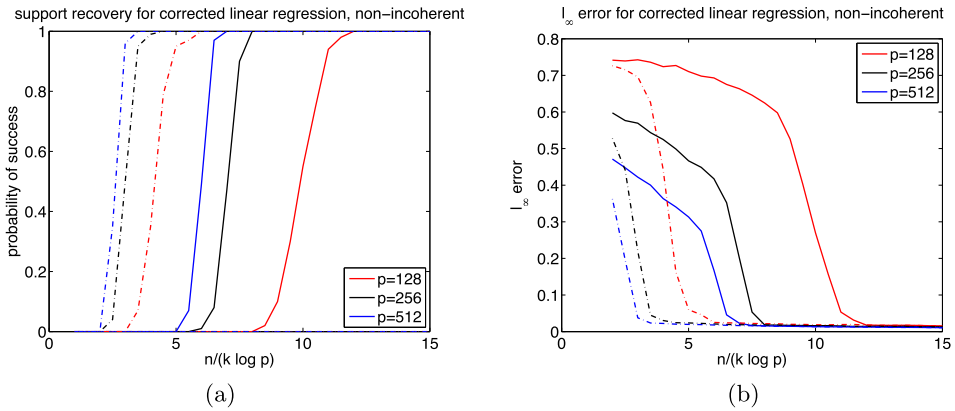 support recovery for corrected linear regression, non-incoherent
probability of success
1
0.8
0.6
0.4
0.2
0
0
5
10
15
n/(k log p)
p=128
p=256
p=512
(a)
l∞ error for corrected linear regression, non-incoherent
l∞ error
0.8
0.7
0.6
0.5
0.4
0.3
0.2
0.1
0
0
5
10
15
n/(k log p)
p=128
p=256
p=512
(b)